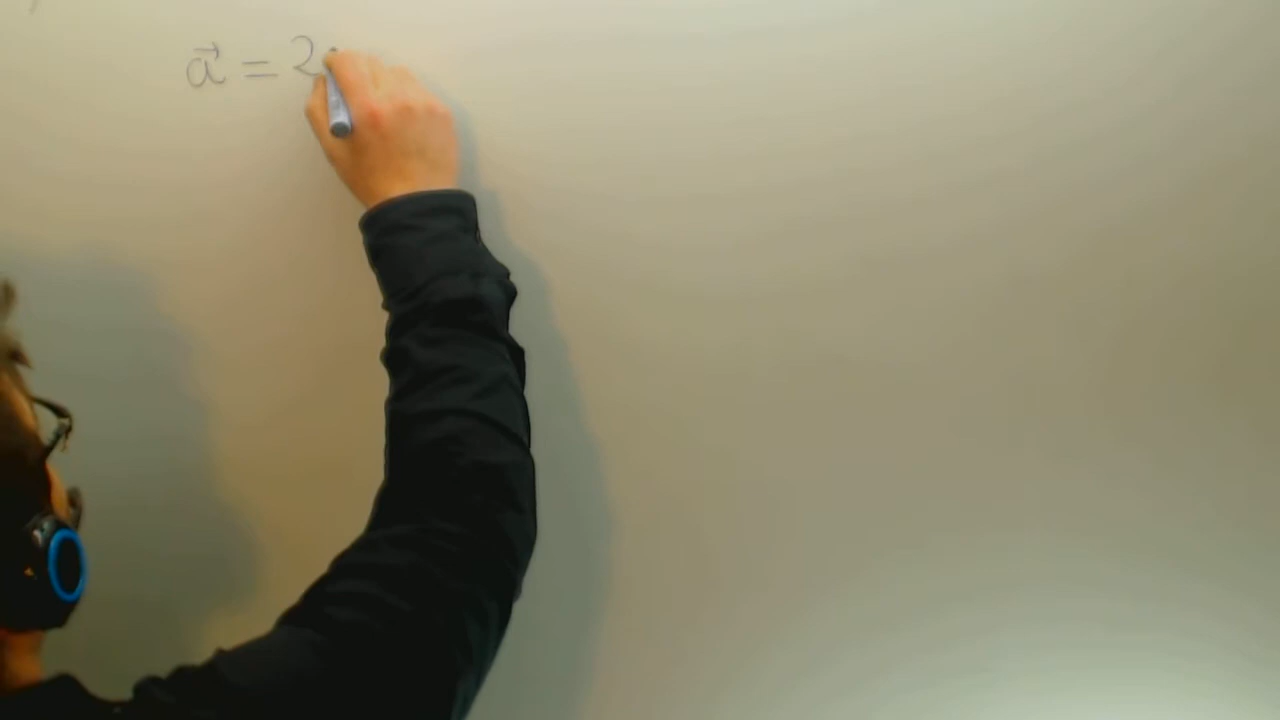 a⃗ = 2